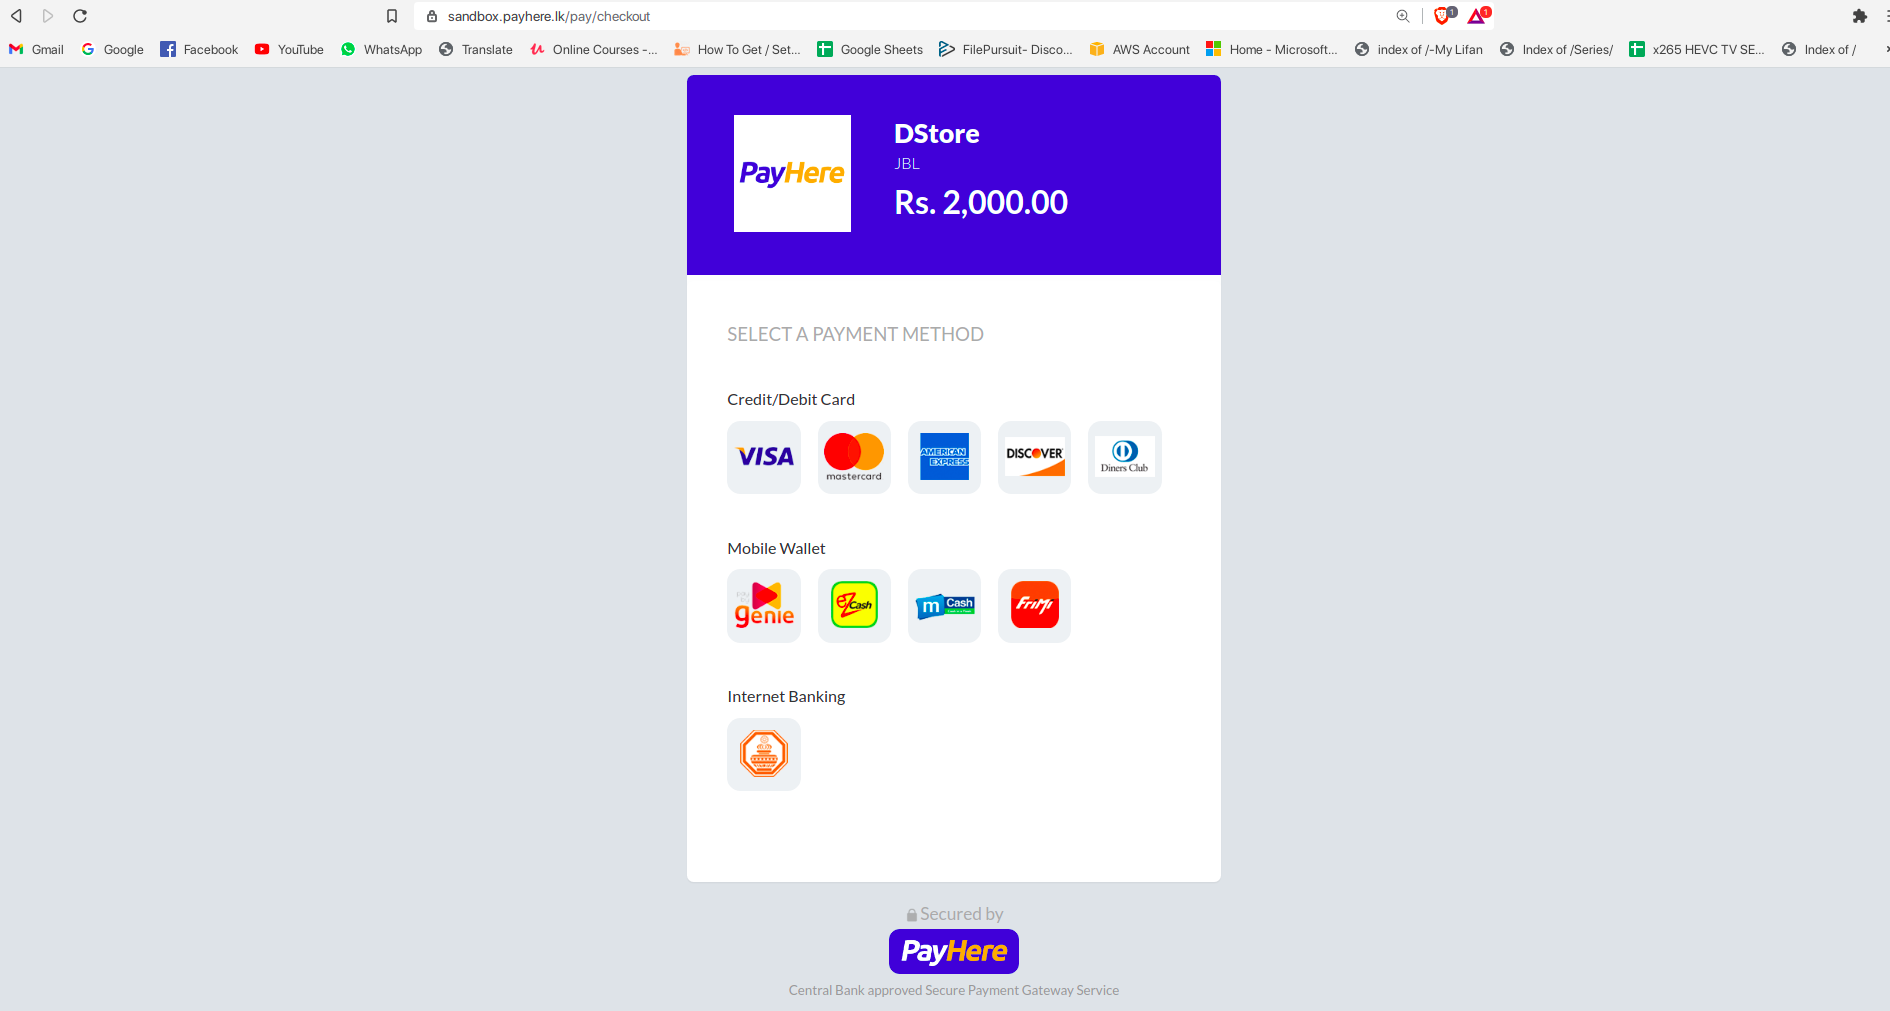 sandbox.payhere.lk/pay/checkout
1
1
Gmail
Google
Facebook
YouTube
WhatsApp
Translate
Online Courses -...
How To Get / Set...
Google Sheets
FilePursuit- Disco...
AWS Account
Home - Microsoft...
index of /-My Lifan
Index of /Series/
x265 HEVC TV SE...
Index of /
PayHere
DStore
JBL
Rs. 2,000.00
SELECT A PAYMENT METHOD
Credit/Debit Card
VISA
mastercard
AMERICAN
EXPRESS
DISCOVER
Diners Club
Mobile Wallet
genie
eZ Cash
m Cash
FriMi
Internet Banking
Secured by
PayHere
Central Bank approved Secure Payment Gateway Service